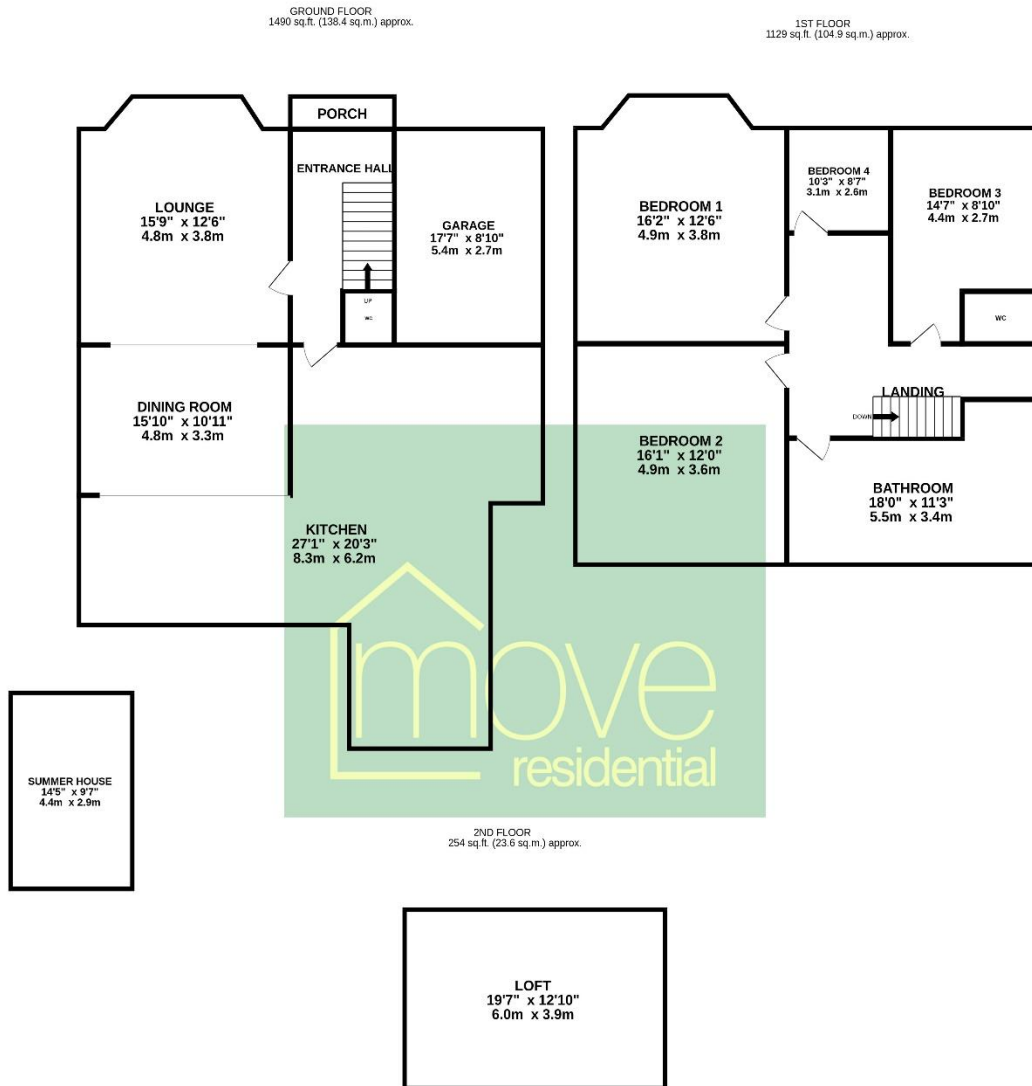 GROUND FLOOR
1490 sq.ft. (138.4 sq.m.) approx.
1ST FLOOR
1129 sq.ft. (104.9 sq.m.) approx.
PORCH
ENTRANCE HALL
LOUNGE
15'9" x 12'6"
4.8m x 3.8m
GARAGE
17'7" x 8'10"
5.4m x 2.7m
UP
WC
DINING ROOM
15'10" x 10'11"
4.8m x 3.3m
KITCHEN
27'1" x 20'3"
8.3m x 6.2m
BEDROOM 1
16'2" x 12'6"
4.9m x 3.8m
BEDROOM 4
10'3" x 8'7"
3.1m x 2.6m
BEDROOM 3
14'7" x 8'10"
4.4m x 2.7m
WC
LANDING
DOWN
BEDROOM 2
16'1" x 12'0"
4.9m x 3.6m
BATHROOM
18'0" x 11'3"
5.5m x 3.4m
move
residential
SUMMER HOUSE
14'5" x 9'7"
4.4m x 2.9m
2ND FLOOR
254 sq.ft. (23.6 sq.m.) approx.
LOFT
19'7" x 12'10"
6.0m x 3.9m